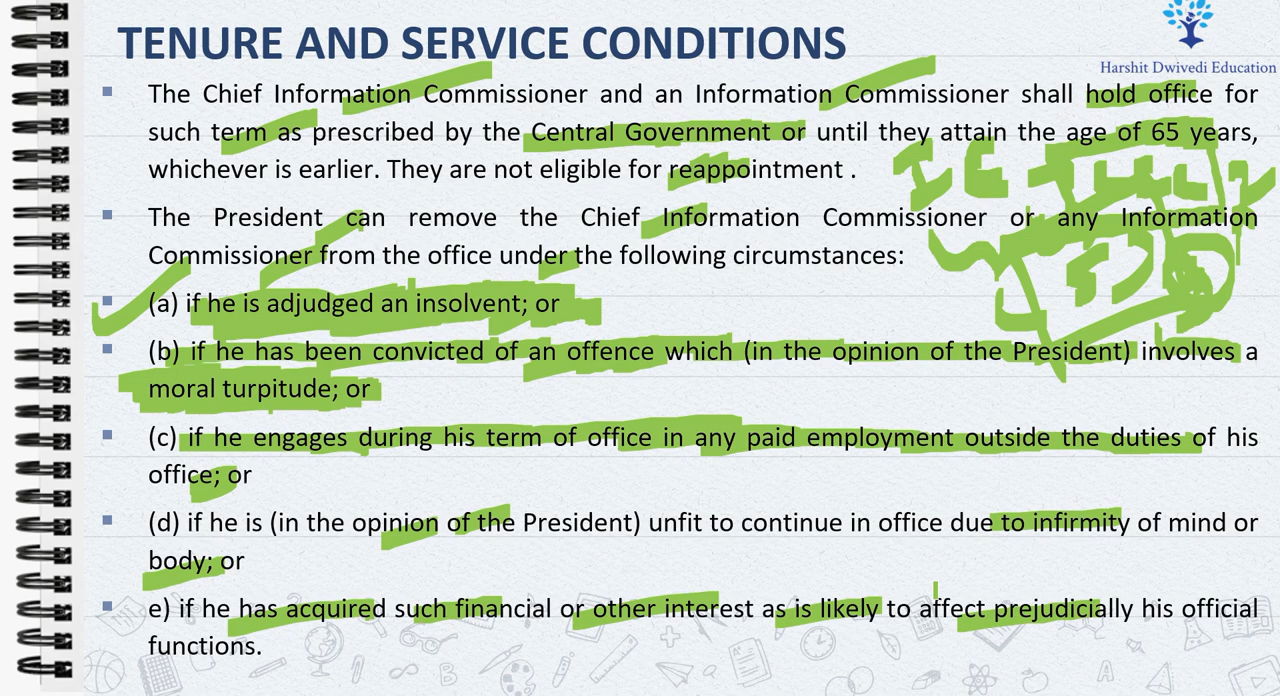 TENURE AND SERVICE CONDITIONS
Harshit Dwivedi Education
The Chief Information Commissioner and an Information Commissioner shall hold office for
such term as prescribed by the Central Government or until they attain the age of 65 years,
whichever is earlier. They are not eligible for reappointment .
The President can remove the Chief Information Commissioner or any Information
Commissioner from the office under the following circumstances:
(a) if he is adjudged an insolvent; or
(b) if he has been convicted of an offence which (in the opinion of the President) involves a
moral turpitude; or
(c) if he engages during his term of office in any paid employment outside the duties of his
office; or
(d) if he is (in the opinion of the President) unfit to continue in office due to infirmity of mind or
body; or
e) if he has acquired such financial or other interest as is likely to affect prejudicially his official
functions.